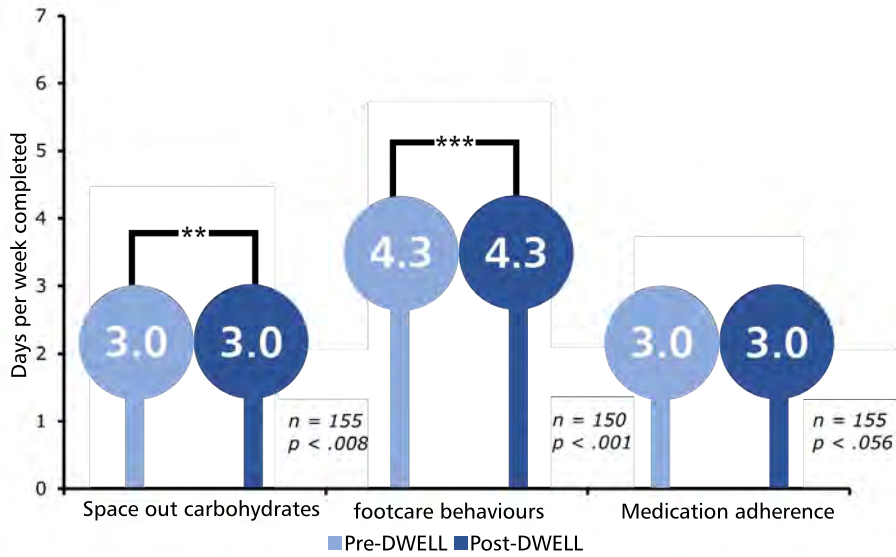 7
6
5
4
3
2
1
0
Days per week completed
**
***
3.0
3.0
4.3
4.3
3.0
3.0
n = 155
p < .008
n = 150
p < .001
n = 155
p < .056
Space out carbohydrates
footcare behaviours
Medication adherence
Pre-DWELL
Post-DWELL